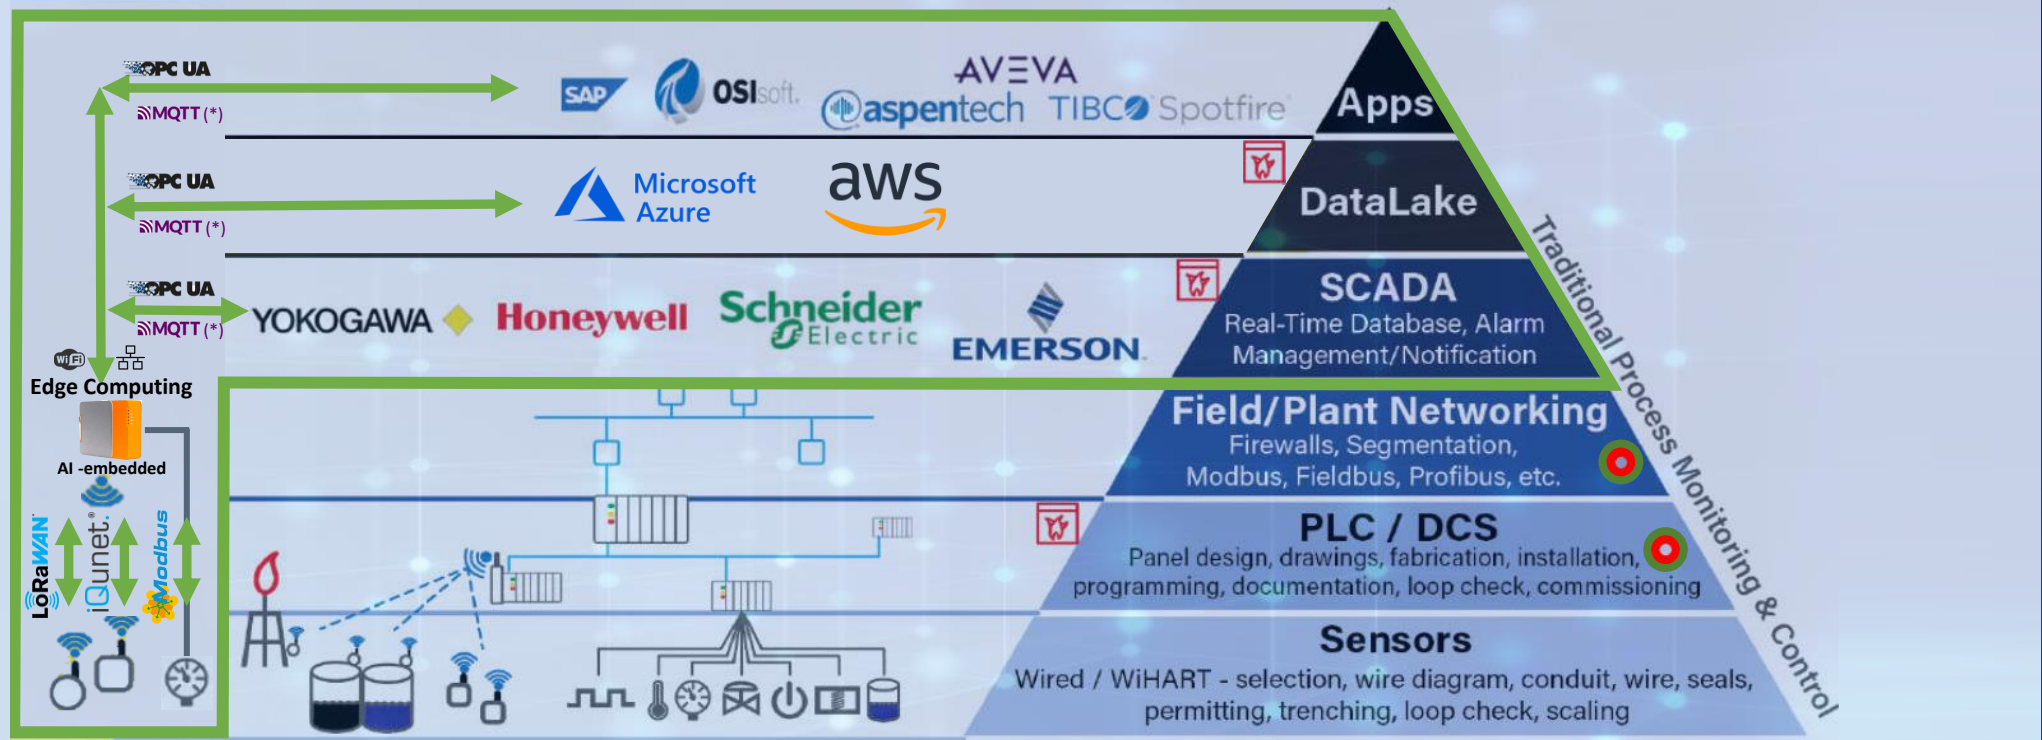 OPC UA
MQTT (*)
SAP
OSIsoft.
AVEVA
aspentech
TIBCO Spotfire
Apps
OPC UA
MQTT (*)
Microsoft
Azure
aws
DataLake
OPC UA
MQTT (*)
YOKOGAWA
Honeywell
Schneider
Electric
EMERSON
SCADA
Real-Time Database, Alarm
Management/Notification
WiFi
Edge Computing
AI -embedded
LoRaWAN
iQunet
Modbus
Field/Plant Networking
Firewalls, Segmentation,
Modbus, Fieldbus, Profibus, etc.
PLC / DCS
Panel design, drawings, fabrication, installation,
programming, documentation, loop check, commissioning
Sensors
Wired / WiHART - selection, wire diagram, conduit, wire, seals,
permitting, trenching, loop check, scaling
Traditional Process Monitoring & Control